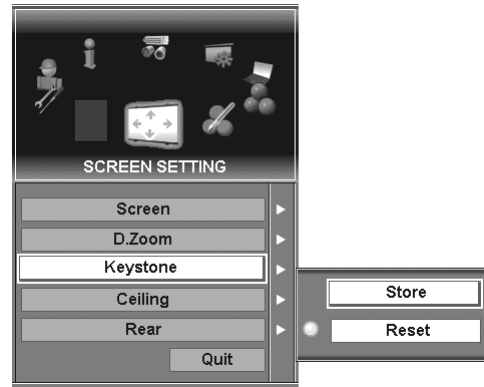 SCREEN SETTING
Screen
D.Zoom
Keystone
Ceiling
Rear
Quit
Store
Reset